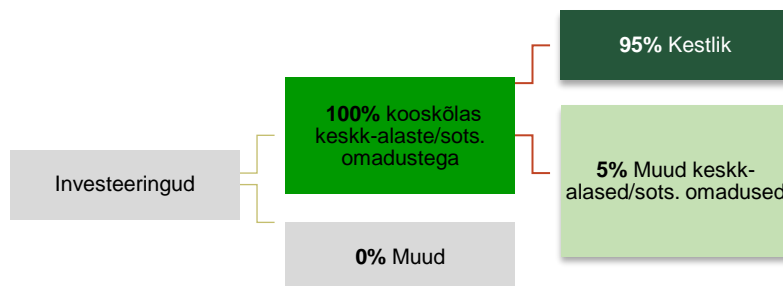 Investeeringud
100% kooskõlas
keskk-alaste/sots.
omadustega
0% Muud
95% Kestlik
5% Muud keskk-
alased/sots. omadused